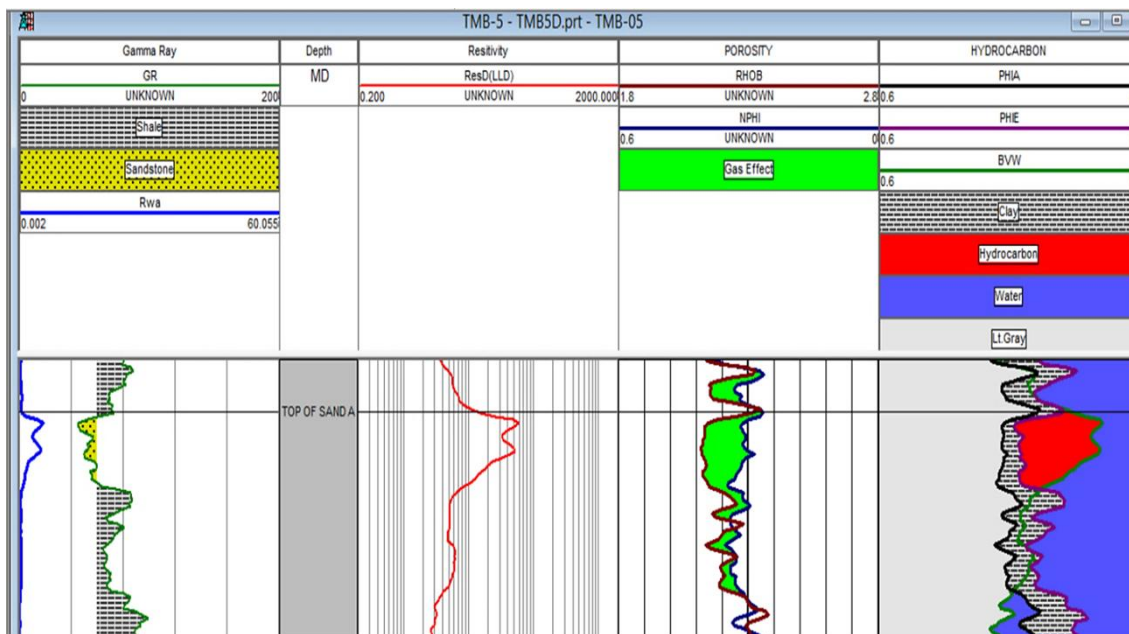 TMB-5 - TMB5D.prt - TMB-05
Gamma Ray Depth Resitivity POROSITY HYDROCARBON
GR MD ResD(LLD) RHOB PHIA
0 UNKNOWN 200 0.200 UNKNOWN 2000.000 1.8 UNKNOWN 2.8 0.6
Shale NPHI PHIE
0.6 UNKNOWN 0 0.6
Sandstone Gas Effect BVW
0.6
Rwa Clay
0.002 60.055
Hydrocarbon
Water
Lt.Gray
TOP OF SAND A